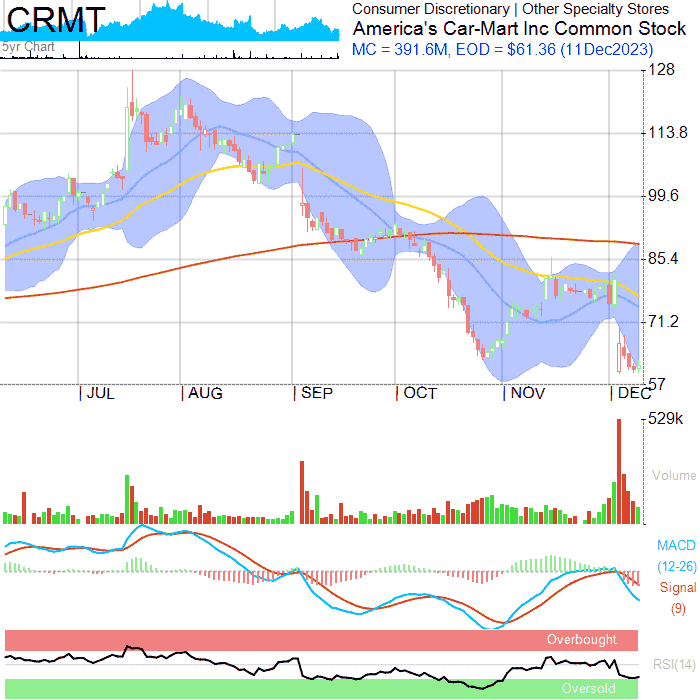 CRMT
5yr Chart
Consumer Discretionary | Other Specialty Stores
America's Car-Mart Inc Common Stock
MC = 391.6M, EOD = $61.36 (11Dec2023)
128
113.8
99.6
85.4
71.2
57
JUL AUG SEP OCT NOV DEC
529k
Volume
MACD
(12-26)
Signal
(9)
Overbought
RSI(14)
Oversold